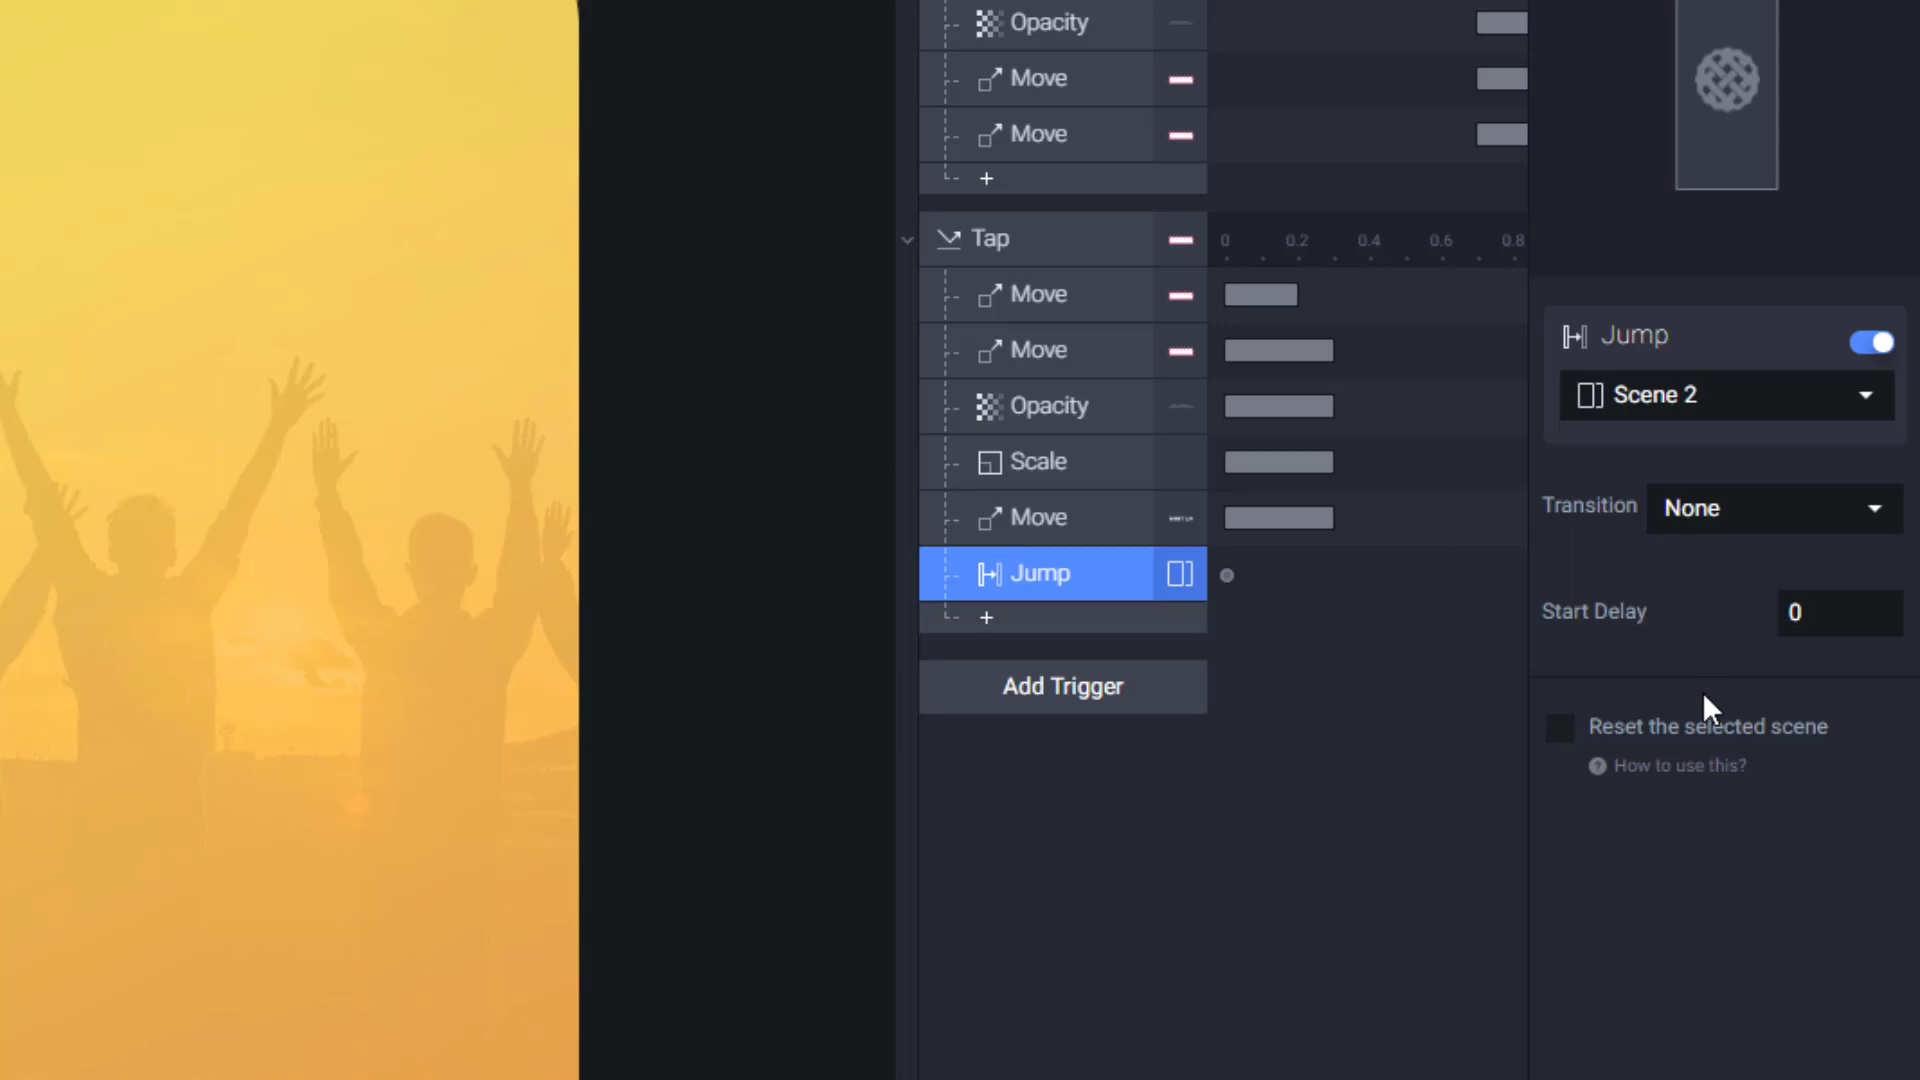 Opacity
Move
Move
+
Tap
0 0.2 0.4 0.6 0.8
Move
Move
Opacity
Scale
Move
Jump
+
Add Trigger
Jump
Scene 2
Transition None
Start Delay 0
Reset the selected scene
? How to use this?